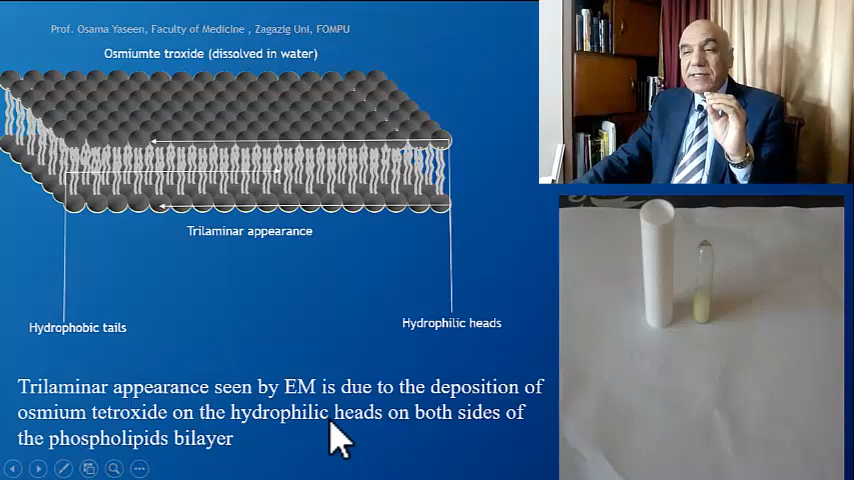 Prof. Osama Yaseen, Faculty of Medicine , Zagazig Uni, FOMPU
Osmiumte troxide (dissolved in water)
Trilaminar appearance
Hydrophobic tails
Hydrophilic heads
Trilaminar appearance seen by EM is due to the deposition of
osmium tetroxide on the hydrophilic heads on both sides of
the phospholipids bilayer